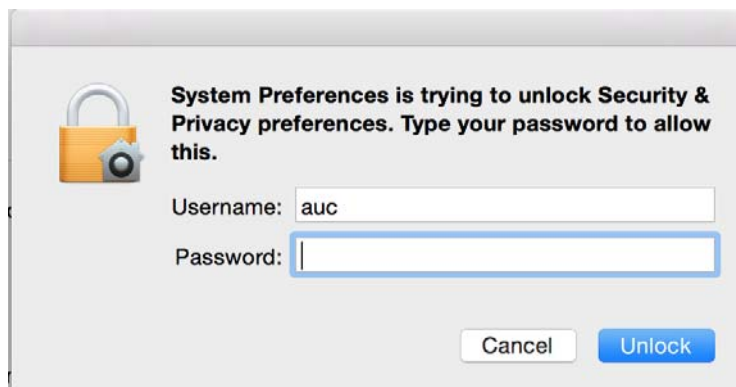 System Preferences is trying to unlock Security &
Privacy preferences. Type your password to allow
this.
Username: auc
Password:
Cancel Unlock